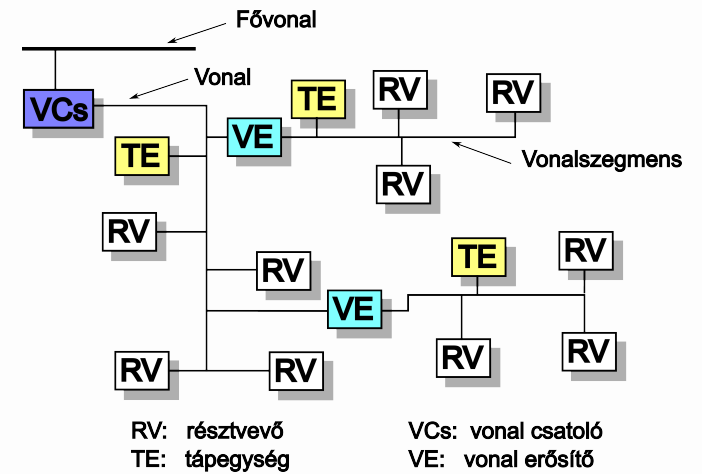 Fővonal
Vonal
VCs
TE
RV
RV
VE
TE
Vonalszegmens
RV
RV
RV
TE
RV
VE
RV
RV
RV
RV
RV: résztvevő
VCs: vonal csatoló
TE: tápegység
VE: vonal erősítő